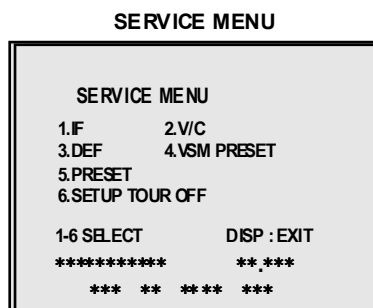 SERVICE MENU
SERVICE MENU
1.IF 2.V/C
3.DEF 4.VSM PRESET
5.PRESET
6.SETUP TOUR OFF
1-6 SELECT DISP : EXIT
*********** **.***
*** ** **** ***